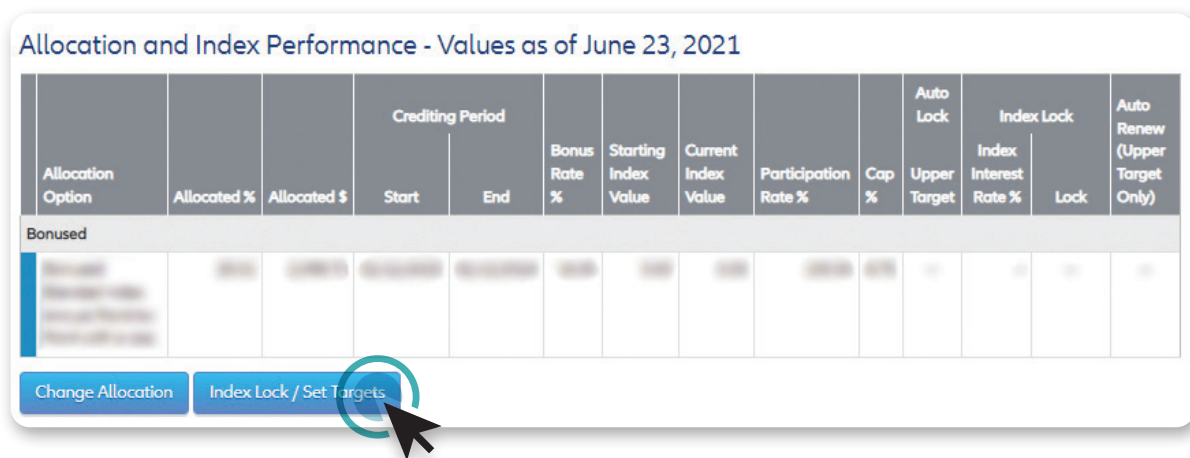 Allocation and Index Performance - Values as of June 23, 2021
Allocation Option
Allocated %
Allocated $
Crediting Period
Start
End
Bonus Rate %
Starting Index Value
Current Index Value
Participation Rate %
Cap %
Auto Lock
Upper Target
Index Lock
Index Interest Rate %
Lock
Auto Renew (Upper Target Only)
Bonused
Change Allocation
Index Lock / Set Targets